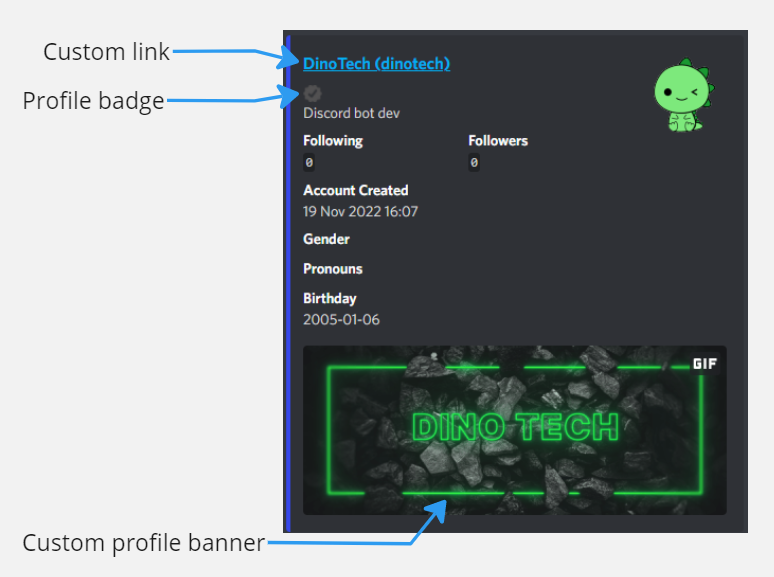 Custom link
DinoTech (dinotech)
Profile badge
Discord bot dev
Following Followers
0 0
Account Created
19 Nov 2022 16:07
Gender
Pronouns
Birthday
2005-01-06
GIF
DINO TECH
Custom profile banner